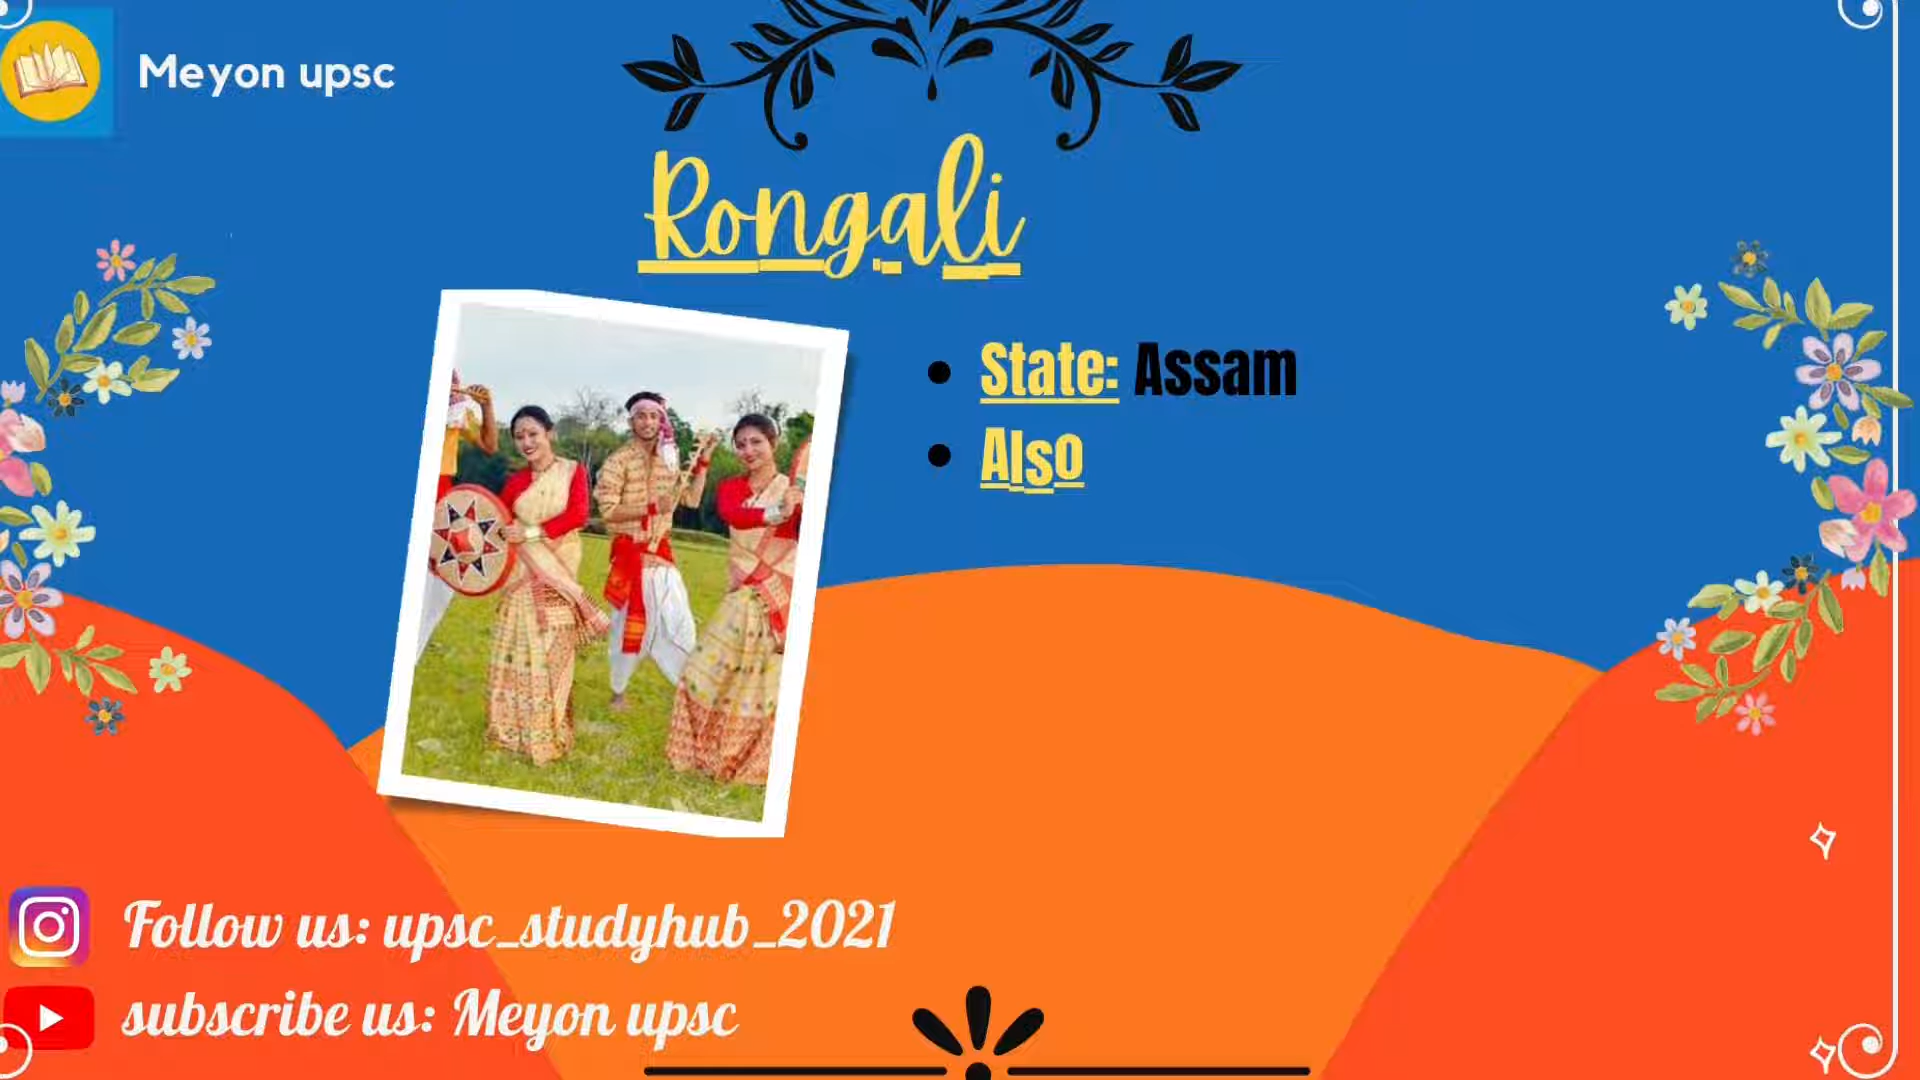 Meyon upsc
Rongali
State: Assam
Also
Follow us: upsc_studyhub_2021
subscribe us: Meyon upsc